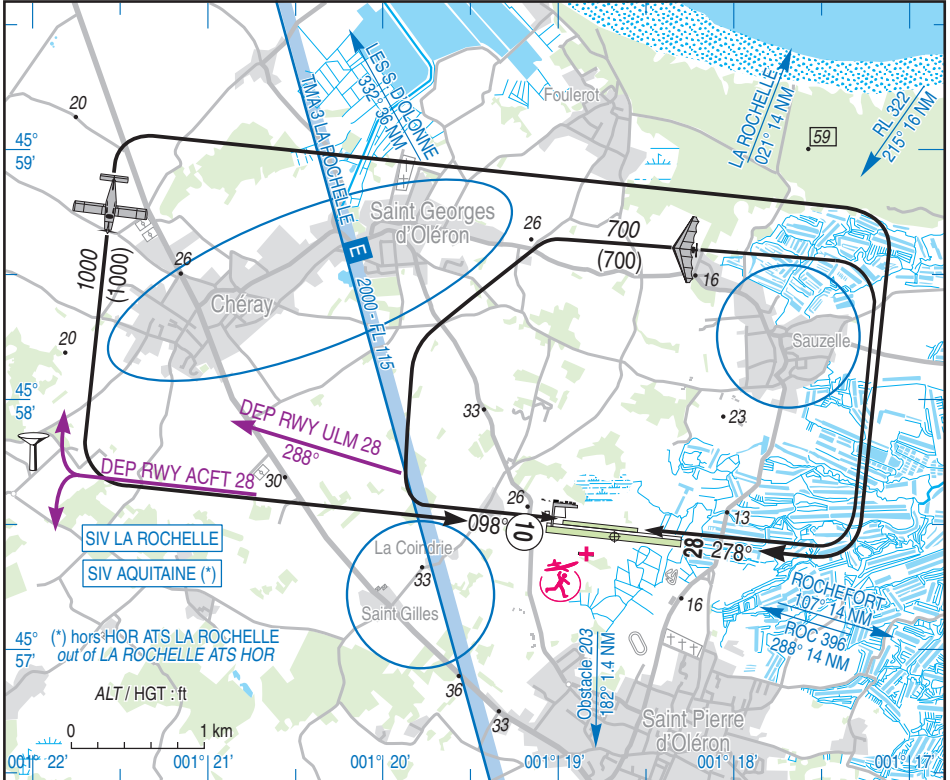 20
45°
59'
LES S. D'OLONNE
332° 36 NM
TMA 3 LA ROCHELLE
E
2000 - FL 115
Foulerot
LA ROCHELLE
021° 14 NM
59
RL 322
215° 16 NM
Saint Georges
d'Oléron
26
700
(700)
16
1000
(1000)
26
Chéray
Sauzelle
20
45°
58'
33
23
DEP RWY ULM 28
288°
DEP RWY ACFT 28
30
26
098°
10
28
278°
13
SIV LA ROCHELLE
SIV AQUITAINE (*)
La Coindrie
33
Saint Gilles
16
ROCHEFORT
107° 14 NM
ROC 396
288° 14 NM
45°
57'
(*) hors HOR ATS LA ROCHELLE
out of LA ROCHELLE ATS HOR
ALT / HGT : ft
0
1 km
36
33
Obstacle 203
182° 1.4 NM
Saint Pierre
d'Oléron
001° 22'
001° 21'
001° 20'
001° 19'
001° 18'
001° 17'